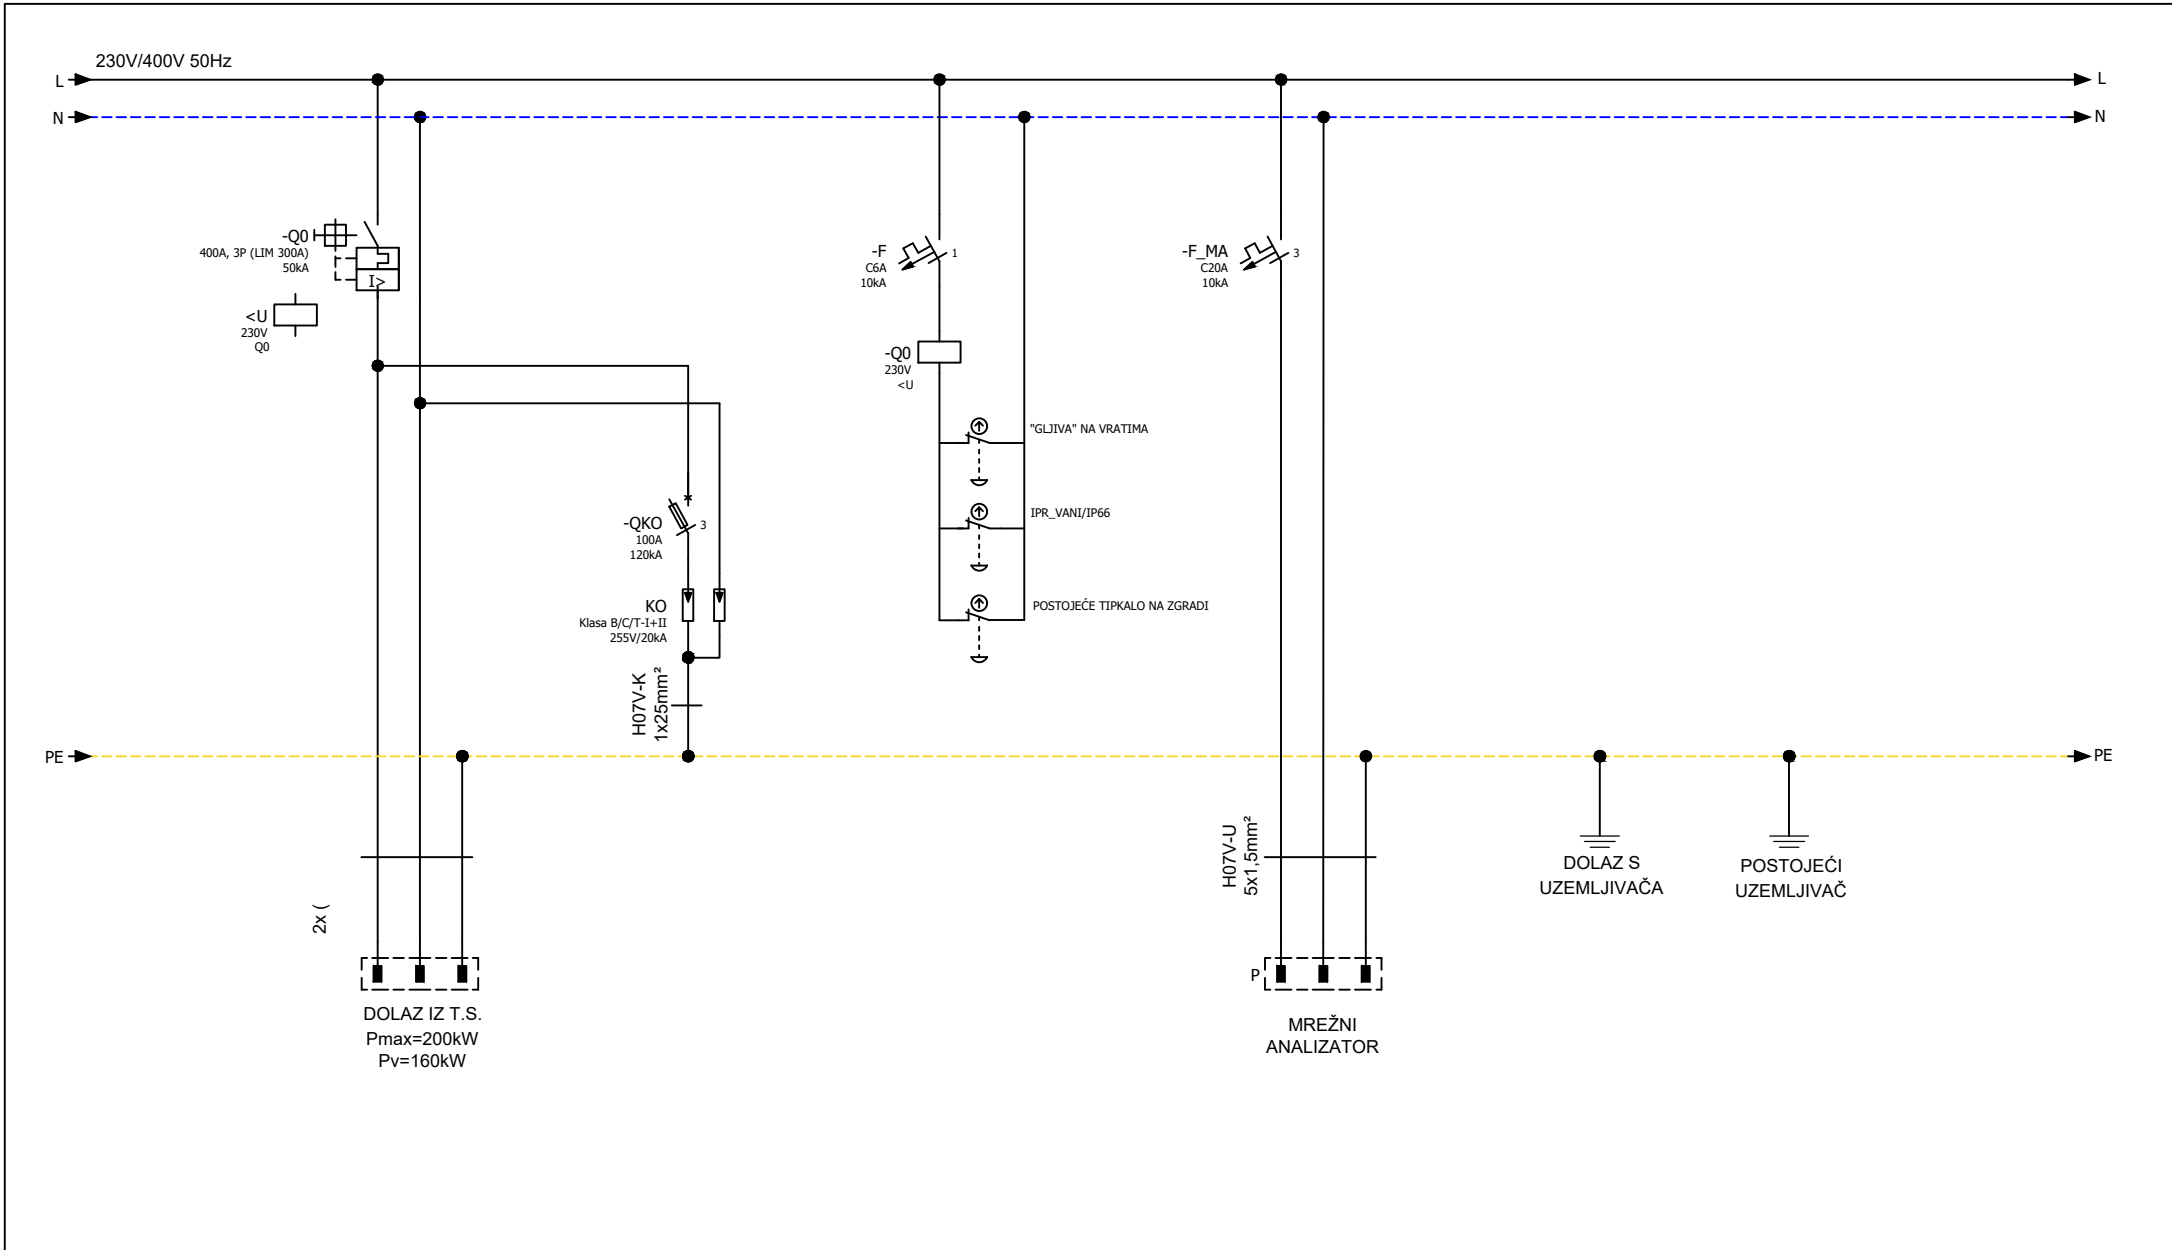 230V/400V 50Hz
L
L
N
N
-Q0
400A, 3P (LIM 300A)
50kA
I>
<U
230V
Q0
-F
C6A
10kA
1
-F_MA
C20A
10kA
3
-Q0
230V
<U
"GLJIVA" NA VRATIMA
IPR_VANI/IP66
POSTOJEĆE TIPKALO NA ZGRADI
-QKO
100A
120kA
3
KO
Klasa B/C/T-I+II
255V/20kA
H07V-K
1x25mm²
PE
PE
2x (
DOLAZ IZ T.S.
Pmax=200kW
Pv=160kW
H07V-U
5x1,5mm²
P
MREŽNI
ANALIZATOR
DOLAZ S
UZEMLJIVAČA
POSTOJEĆI
UZEMLJIVAČ